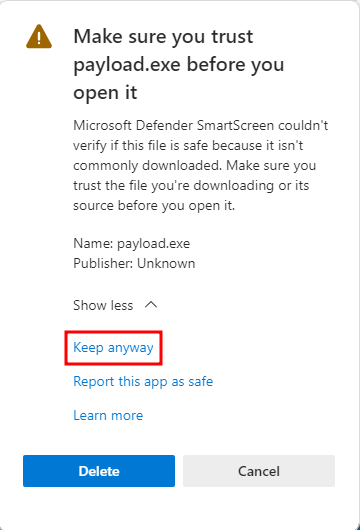 Make sure you trust
payload.exe before you
open it
Microsoft Defender SmartScreen couldn't
verify if this file is safe because it isn't
commonly downloaded. Make sure you
trust the file you're downloading or its
source before you open it.
Name: payload.exe
Publisher: Unknown
Show less
Keep anyway
Report this app as safe
Learn more
Delete
Cancel